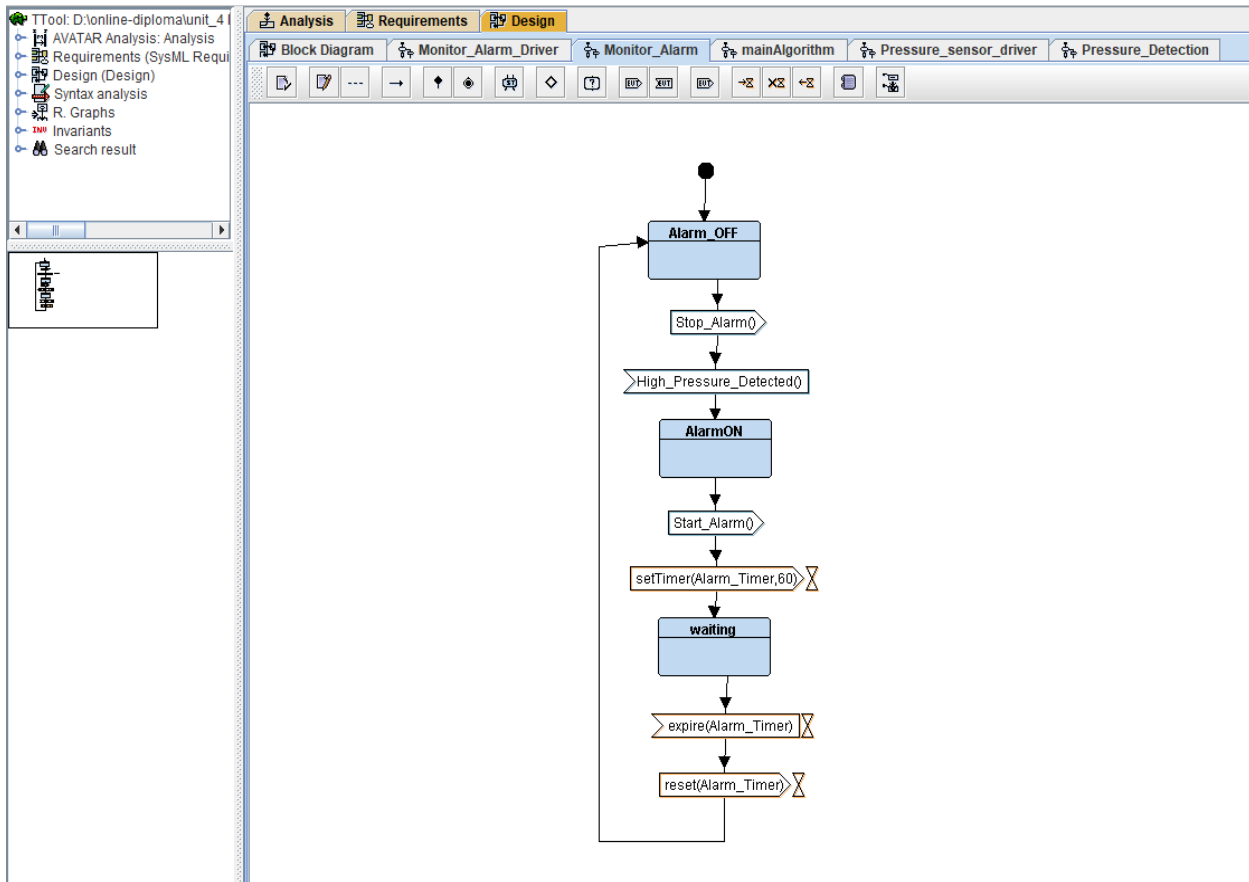 TTool: D:\online-diploma\unit_4
AVATAR Analysis: Analysis
Requirements (SysML Requi
Design (Design)
Syntax analysis
R. Graphs
INV Invariants
Search result
Analysis
Requirements
Design
Block Diagram
Monitor_Alarm_Driver
Monitor_Alarm
mainAlgorithm
Pressure_sensor_driver
Pressure_Detection
Alarm_OFF
Stop_Alarm()
High_Pressure_Detected()
AlarmON
Start_Alarm()
setTimer(Alarm_Timer,60)
waiting
expire(Alarm_Timer)
reset(Alarm_Timer)